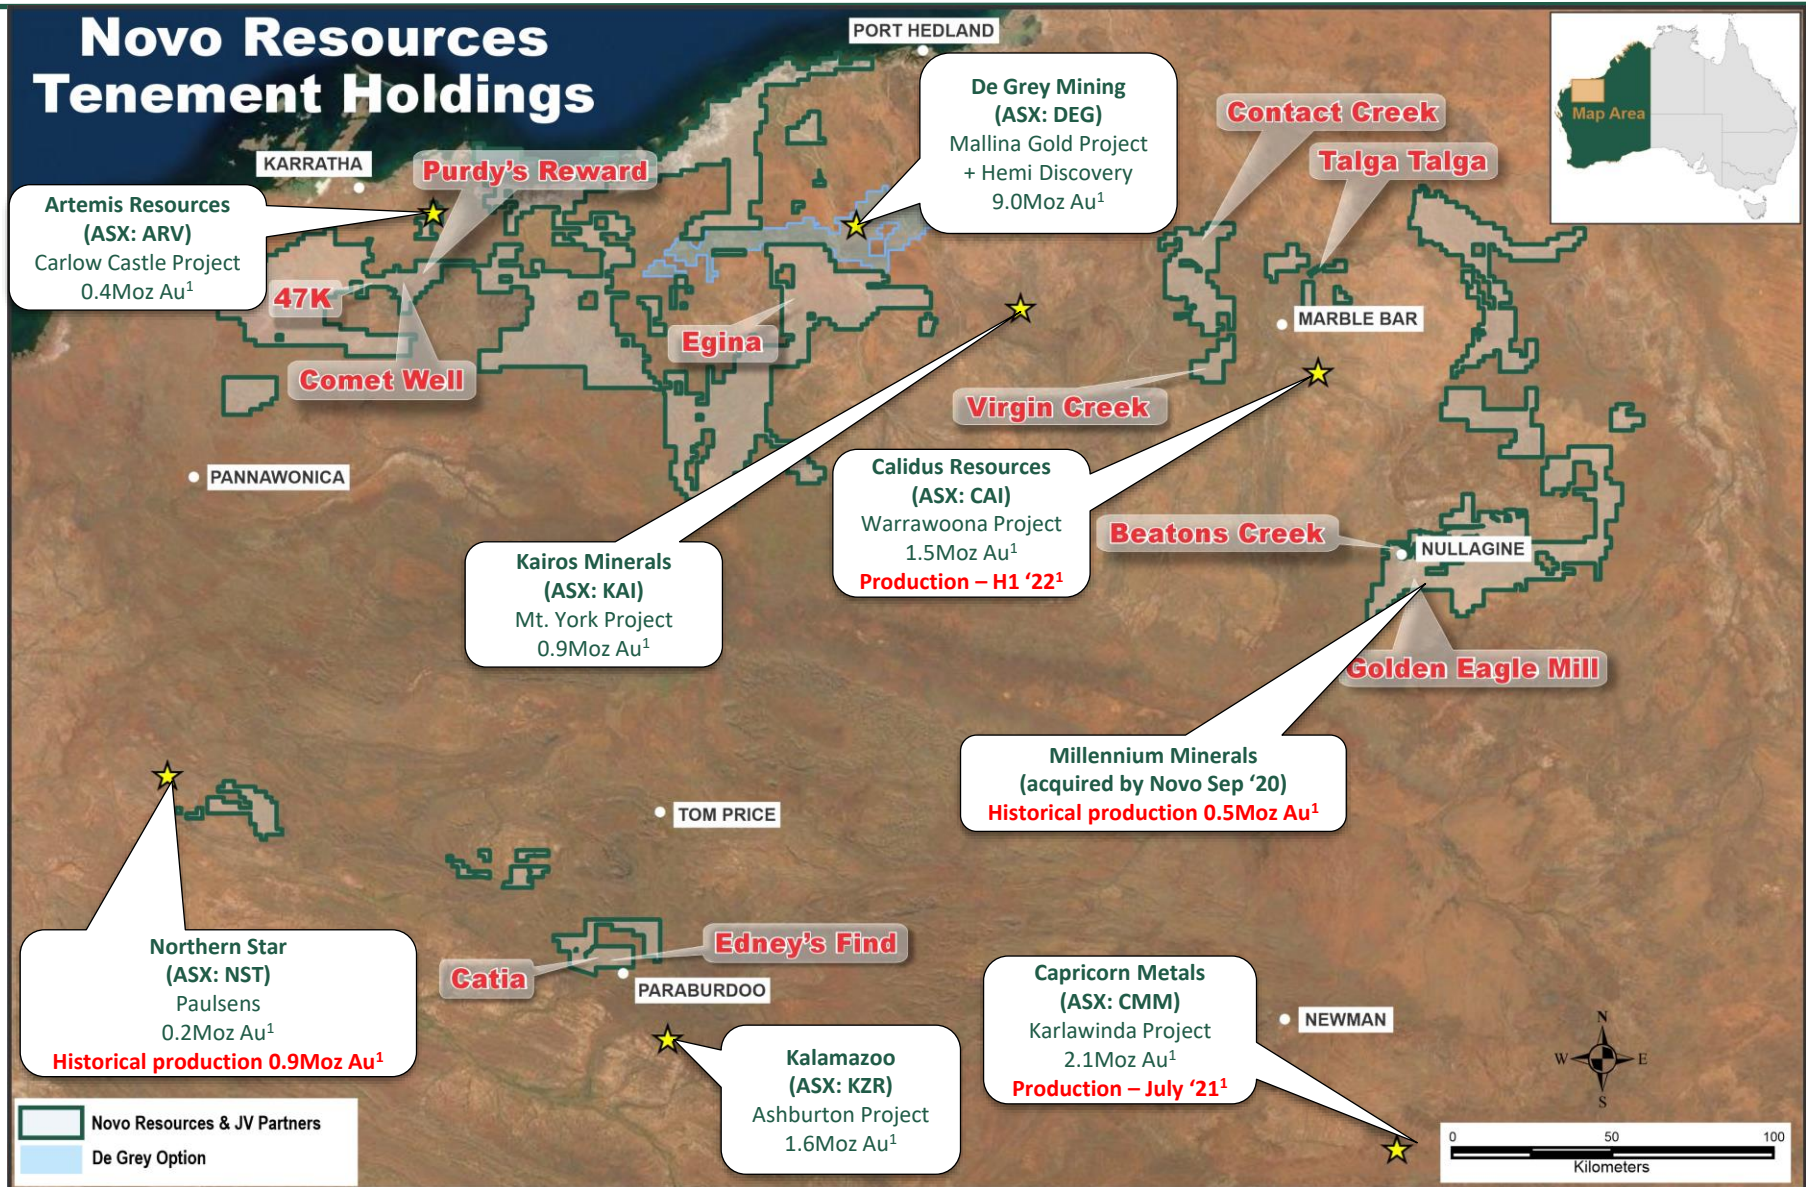 Novo Resources
Tenement Holdings
PORT HEDLAND
De Grey Mining
(ASX: DEG)
Mallina Gold Project
+ Hemi Discovery
9.0Moz Au¹
Contact Creek
Talga Talga
Map Area
KARRATHA
Purdy's Reward
Artemis Resources
(ASX: ARV)
Carlow Castle Project
0.4Moz Au¹
47K
Comet Well
Egina
MARBLE BAR
Virgin Creek
PANNAWONICA
Calidus Resources
(ASX: CAI)
Warrawoona Project
1.5Moz Au¹
Production – H1 ‘22¹
Beatons Creek
NULLAGINE
Kairos Minerals
(ASX: KAI)
Mt. York Project
0.9Moz Au¹
Golden Eagle Mill
Millennium Minerals
(acquired by Novo Sep ‘20)
Historical production 0.5Moz Au¹
TOM PRICE
Northern Star
(ASX: NST)
Paulsens
0.2Moz Au¹
Historical production 0.9Moz Au¹
Edney's Find
Catia
PARABURDOO
Capricorn Metals
(ASX: CMM)
Karlawinda Project
2.1Moz Au¹
Production – July ‘21¹
NEWMAN
Kalamazoo
(ASX: KZR)
Ashburton Project
1.6Moz Au¹
N
W E
S
Novo Resources & JV Partners
De Grey Option
0 50 100
Kilometers